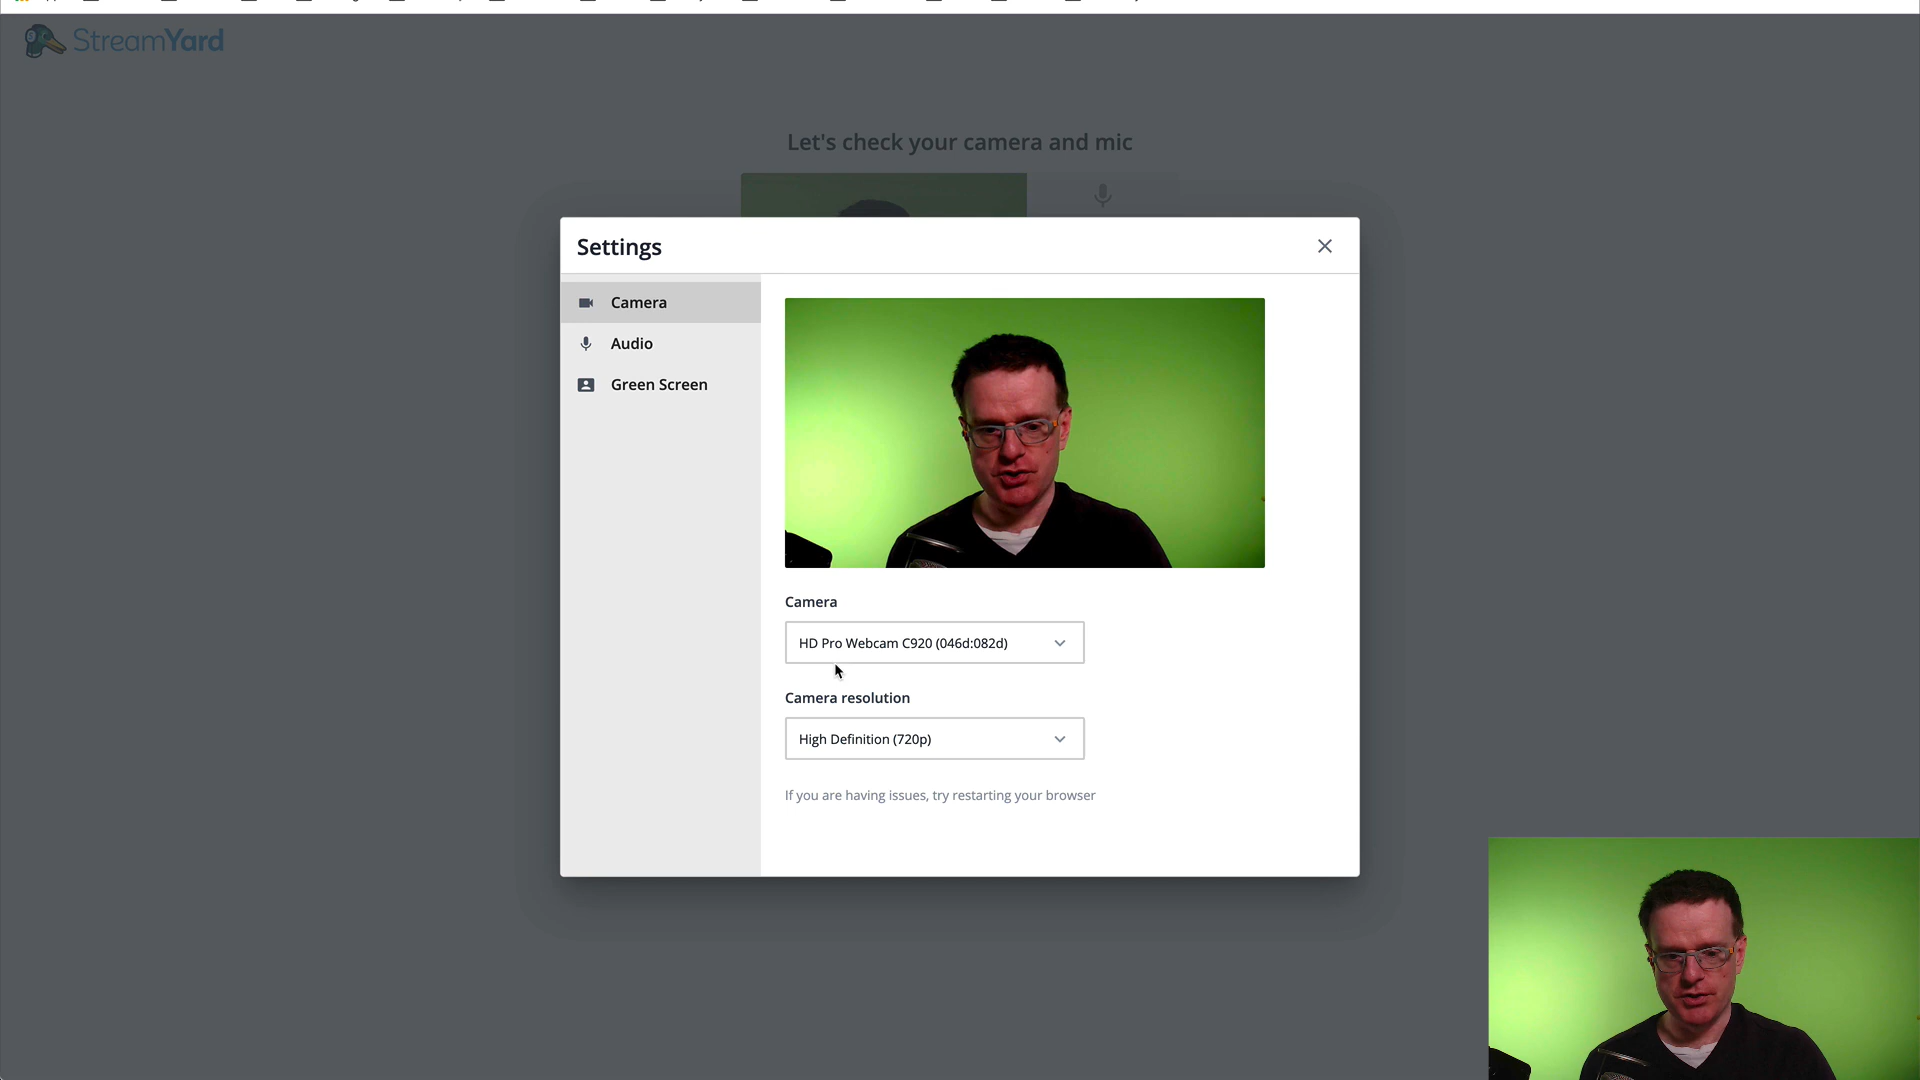 StreamYard
Let's check your camera and mic
Settings
Camera
Audio
Green Screen
Camera
HD Pro Webcam C920 (046d:082d)
Camera resolution
High Definition (720p)
If you are having issues, try restarting your browser